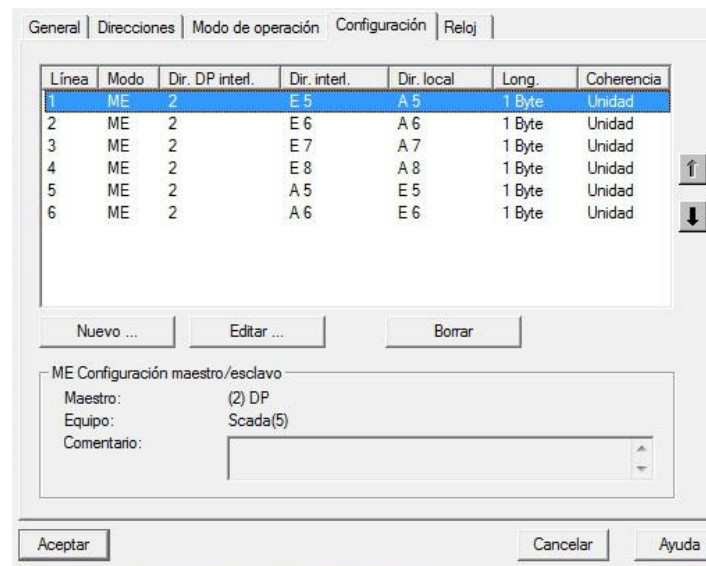 General Direcciones Modo de operación Configuración Reloj
Línea Modo Dir. DP interl. Dir. interl. Dir. local Long. Coherencia
1 ME 2 E 5 A 5 1 Byte Unidad
2 ME 2 E 6 A 6 1 Byte Unidad
3 ME 2 E 7 A 7 1 Byte Unidad
4 ME 2 E 8 A 8 1 Byte Unidad
5 ME 2 A 5 E 5 1 Byte Unidad
6 ME 2 A 6 E 6 1 Byte Unidad
Nuevo ... Editar ... Borrar
ME Configuración maestro/esclavo
Maestro: (2) DP
Equipo: Scada(5)
Comentario:
Aceptar Cancelar Ayuda